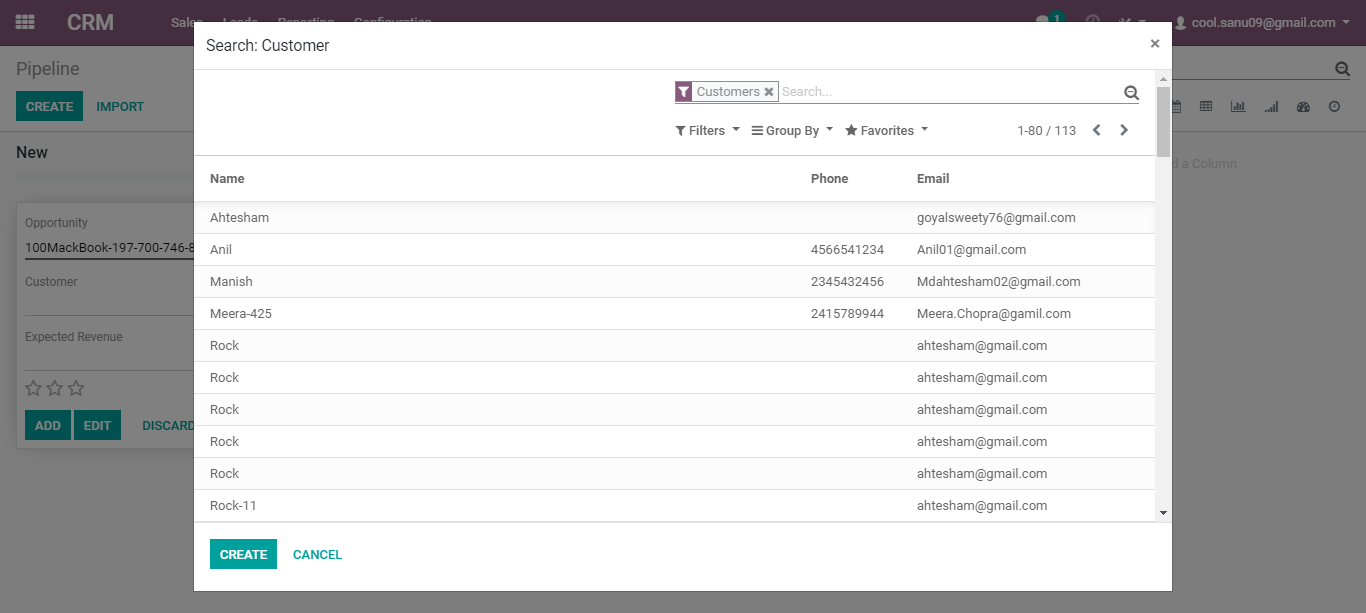 CRM Sales Leads Reporting Configuration 1 cool.sanu09@gmail.com
Search: Customer ×
Pipeline
Customers Search...
CREATE IMPORT
Filters Group By Favorites 1-80 / 113
New
d a Column
Name Phone Email
Opportunity
Ahtesham goyalsweety76@gmail.com
100MackBook-197-700-746-8
Anil 4566541234 Anil01@gmail.com
Customer
Manish 2345432456 Mdahtesham02@gmail.com
Meera-425 2415789944 Meera.Chopra@gamil.com
Expected Revenue
Rock ahtesham@gmail.com
Rock ahtesham@gmail.com
Rock ahtesham@gmail.com
ADD EDIT DISCARD
Rock ahtesham@gmail.com
Rock ahtesham@gmail.com
Rock-11 ahtesham@gmail.com
CREATE CANCEL